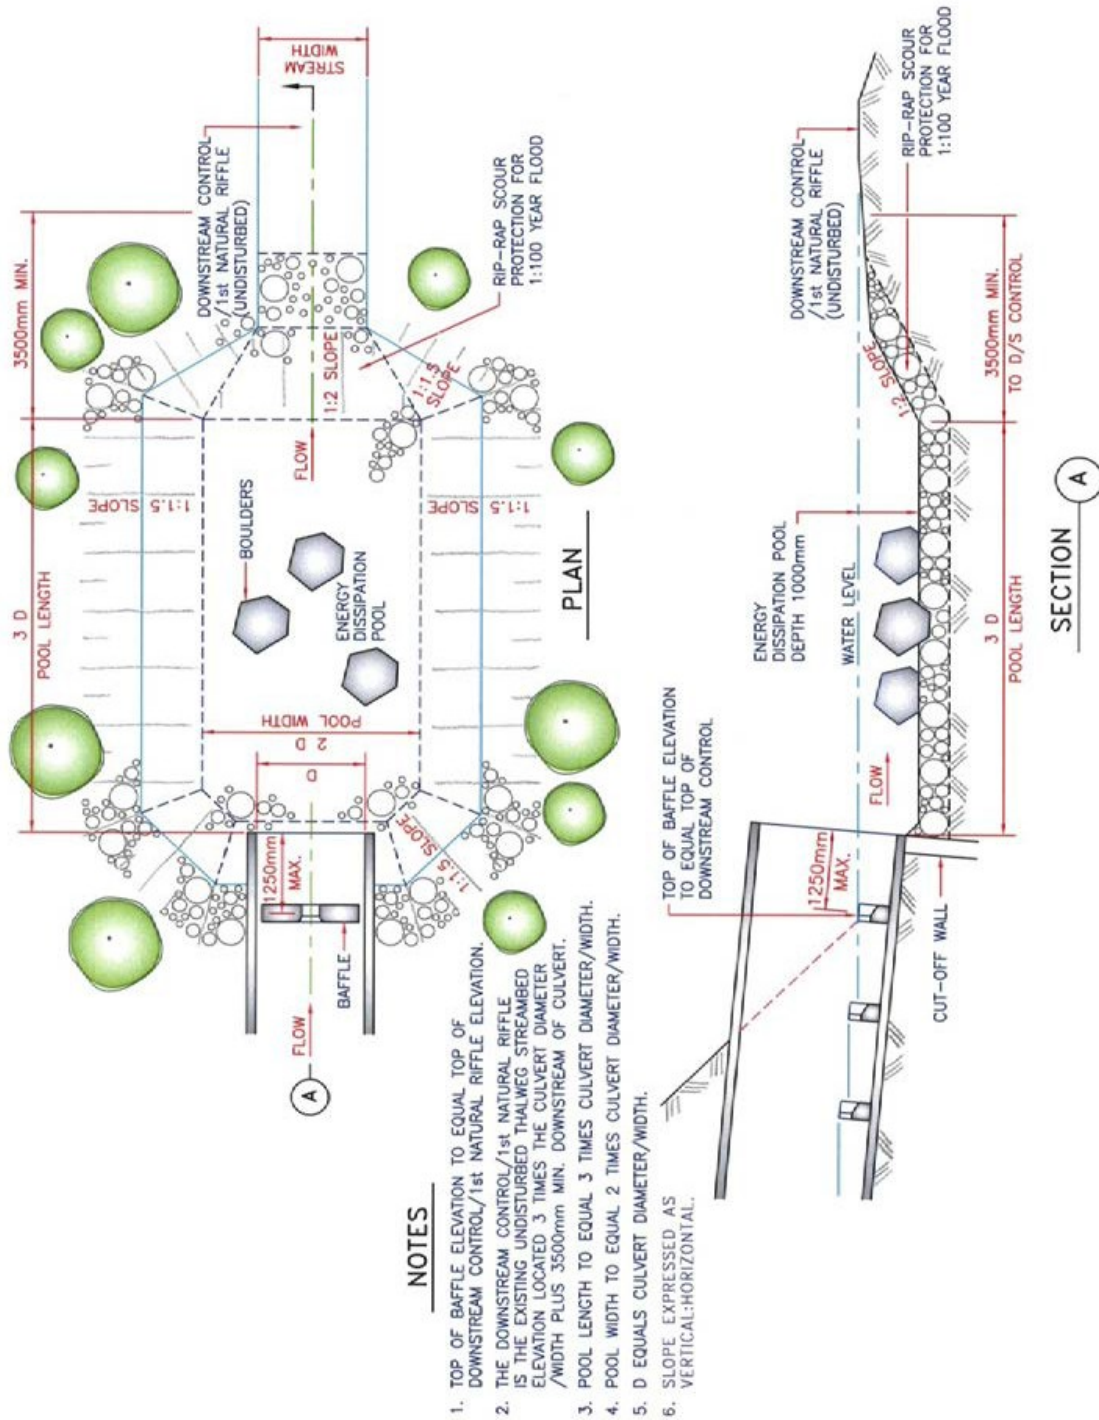 3500mm MIN.
3 D
POOL LENGTH
STREAM
WIDTH
DOWNSTREAM CONTROL
/1st NATURAL RIFFLE
(UNDISTURBED)
RIP-RAP SCOUR
PROTECTION FOR
1:100 YEAR FLOOD
1:2 SLOPE
1:1.5
SLOPE
FLOW
1:1.5 SLOPE
1:1.5 SLOPE
BOULDERS
ENERGY
DISSIPATION
POOL
POOL WIDTH
2 D
D
1:1.5
SLOPE
1250mm
MAX.
BAFFLE
FLOW
A
PLAN
NOTES
1. TOP OF BAFFLE ELEVATION TO EQUAL TOP OF
DOWNSTREAM CONTROL/1st NATURAL RIFFLE ELEVATION.
2. THE DOWNSTREAM CONTROL/1st NATURAL RIFFLE
IS THE EXISTING UNDISTURBED THALWEG STREAMBED
ELEVATION LOCATED 3 TIMES THE CULVERT DIAMETER
/WIDTH PLUS 3500mm MIN. DOWNSTREAM OF CULVERT.
3. POOL LENGTH TO EQUAL 3 TIMES CULVERT DIAMETER/WIDTH.
4. POOL WIDTH TO EQUAL 2 TIMES CULVERT DIAMETER/WIDTH.
5. D EQUALS CULVERT DIAMETER/WIDTH.
6. SLOPE EXPRESSED AS
VERTICAL:HORIZONTAL.
TOP OF BAFFLE ELEVATION
TO EQUAL TOP OF
DOWNSTREAM CONTROL
1250mm
MAX.
CUT-OFF WALL
FLOW
ENERGY
DISSIPATION POOL
DEPTH 1000mm
WATER LEVEL
DOWNSTREAM CONTROL
/1st NATURAL RIFFLE
(UNDISTURBED)
1:2 SLOPE
RIP-RAP SCOUR
PROTECTION FOR
1:100 YEAR FLOOD
3 D
POOL LENGTH
3500mm MIN.
TO D/S CONTROL
SECTION A